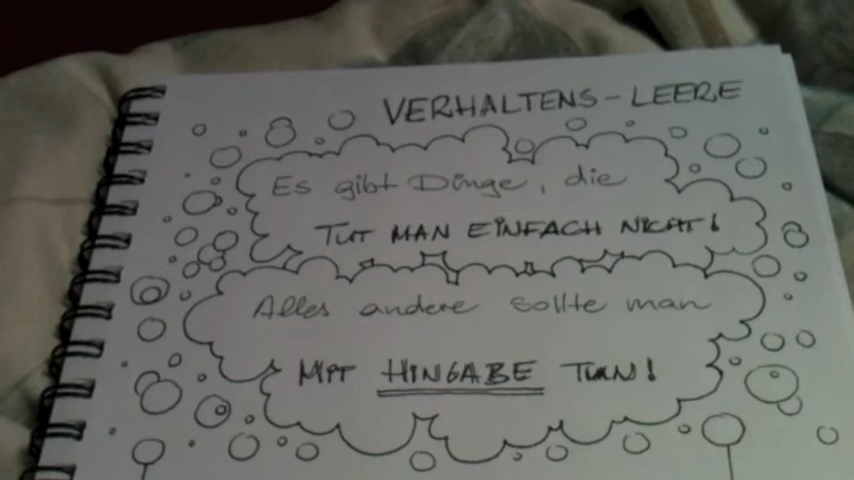 VERHALTENS-LEERE
Es gibt Dinge, die
TUT MAN EINFACH NICHT!
Alles andere sollte man
MIT HINGABE TUN!